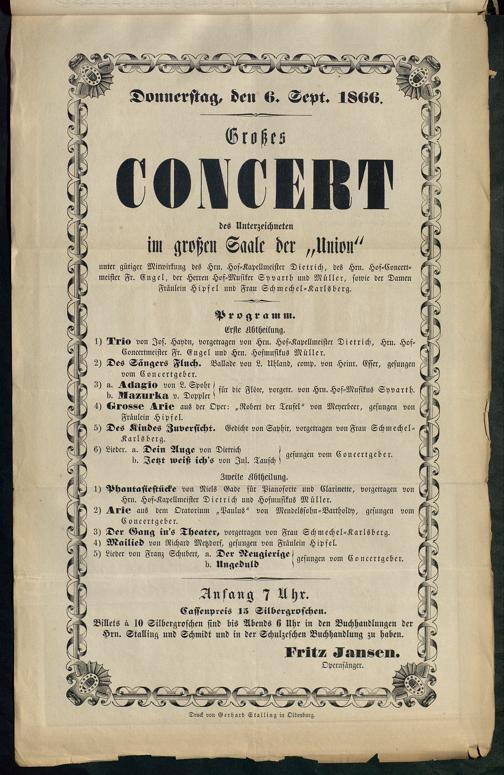 Donnerstag, den 6. Sept. 1866.
Großes
CONCERT
des Unterzeichneten
im großen Saale der „Union"
unter gütiger Mitwirkung des Hrn. Hof-Kapellmeister Dietrich, des Hrn. Hof-Concert-
meister Fr. Engel, der Herren Hof-Musiker Syvarth und Müller, sowie der Damen
Fräulein Hipfel und Frau Schmechel-Karlsberg.
Programm.
Erste Abtheilung.
1) Trio von Jos. Haydn, vorgetragen von Hrn. Hof-Kapellmeister Dietrich, Hrn. Hof-
Concertmeister Fr. Engel und Hrn. Hofmusikus Müller.
2) Des Sängers Fluch. Ballade von L. Uhland, comp. von Heinr. Esser, gesungen
vom Concertgeber.
3) a. Adagio von L. Spohr
b. Mazurka v. Doppler } für die Flöte, vorgetr. von Hrn. Hof-Musikus Syvarth.
4) Grosse Arie aus der Oper: „Robert der Teufel" von Meyerbeer, gesungen von
Fräulein Hipfel.
5) Des Kindes Zuversicht. Gedicht von Saphir, vorgetragen von Frau Schmechel-
Karlsberg.
6) Lieder. a. Dein Auge von Dietrich
b. Jetzt weiß ich's von Jul. Tausch } gesungen vom Concertgeber.
Zweite Abtheilung.
1) Phantasiestücke von Niels Gade für Pianoforte und Clarinette, vorgetragen von
Hrn. Hof-Kapellmeister Dietrich und Hofmusikus Müller.
2) Arie aus dem Oratorium „Paulus" von Mendelssohn-Bartholdy, gesungen vom
Concertgeber.
3) Der Gang in's Theater, vorgetragen von Frau Schmechel-Karlsberg.
4) Mailied von Richard Metzdorf, gesungen von Fräulein Hipfel.
5) Lieder von Franz Schubert, a. Der Neugierige
b. Ungeduld } gesungen vom Concertgeber.
Anfang 7 Uhr.
Cassenpreis 15 Silbergroschen.
Billets à 10 Silbergroschen sind bis Abends 6 Uhr in den Buchhandlungen der
Hrn. Stalling und Schmidt und in der Schulzeschen Buchhandlung zu haben.
Fritz Jansen.
Opernsänger.
Druck von Gerhard Stalling in Oldenburg.